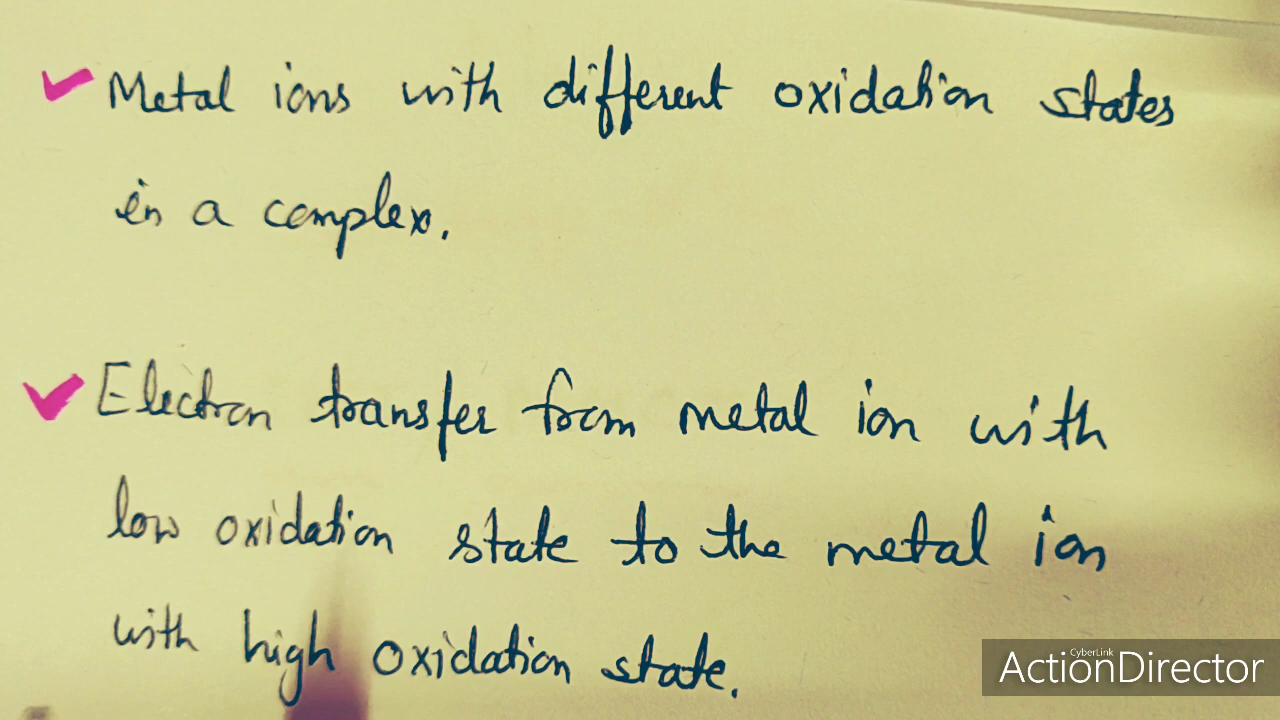 Metal ions with different oxidation states
in a complex.
Electron transfer from metal ion with
low oxidation state to the metal ion
with high oxidation state.
CyberLink
ActionDirector